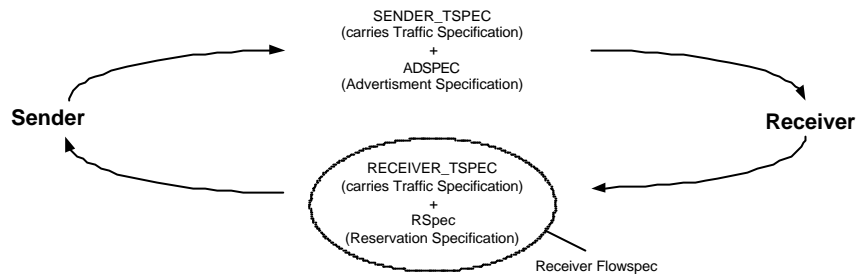 SENDER_TSPEC
(carries Traffic Specification)
+
ADSPEC
(Advertisment Specification)
Sender
Receiver
RECEIVER_TSPEC
(carries Traffic Specification)
+
RSpec
(Reservation Specification)
Receiver Flowspec